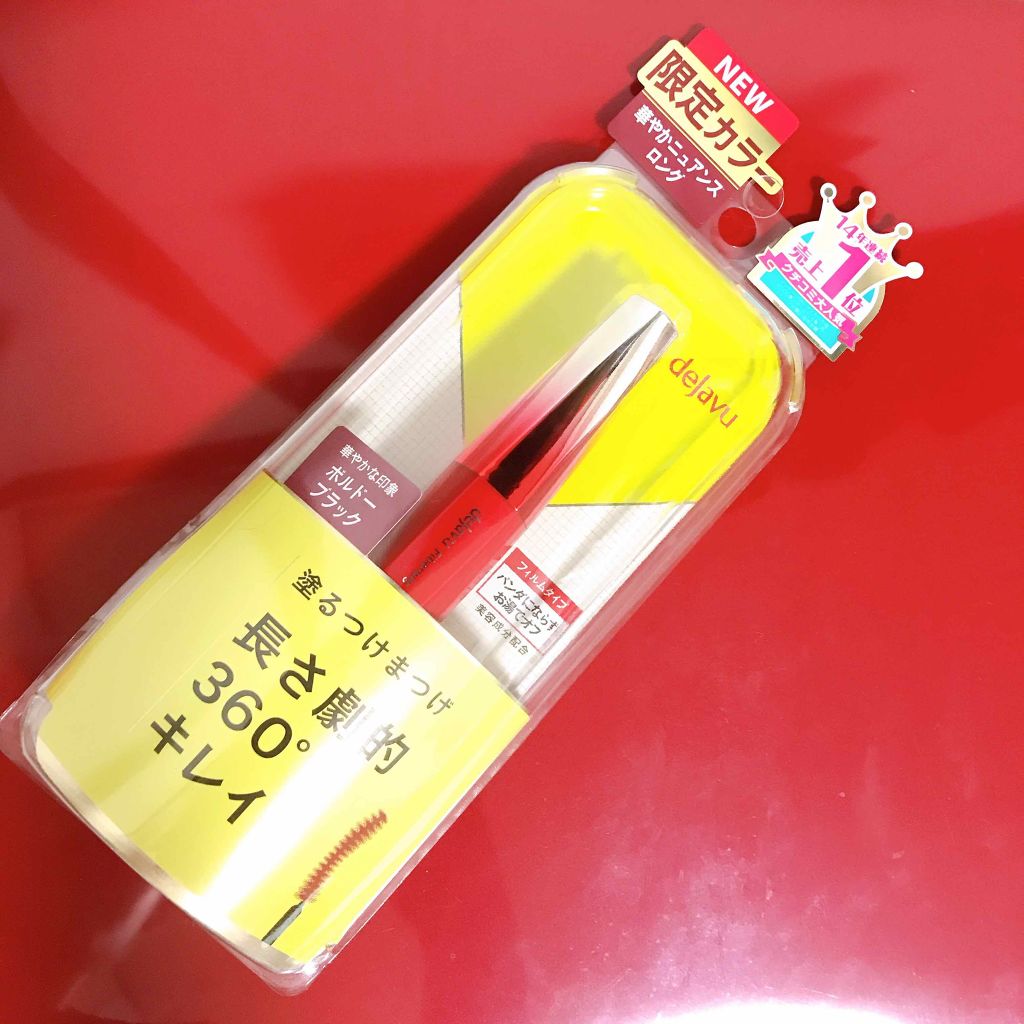 NEW
限定カラー
華やかニュアンス
ロング
14年連続
売上1位
クチコミ大人気
dejavu
華やかな印象
ボルドー
ブラック
dejavu
フィルムタイプ
パンダにならず
お湯でオフ
美容成分配合
塗るつけまつげ
長さ劇的
360°
キレイ